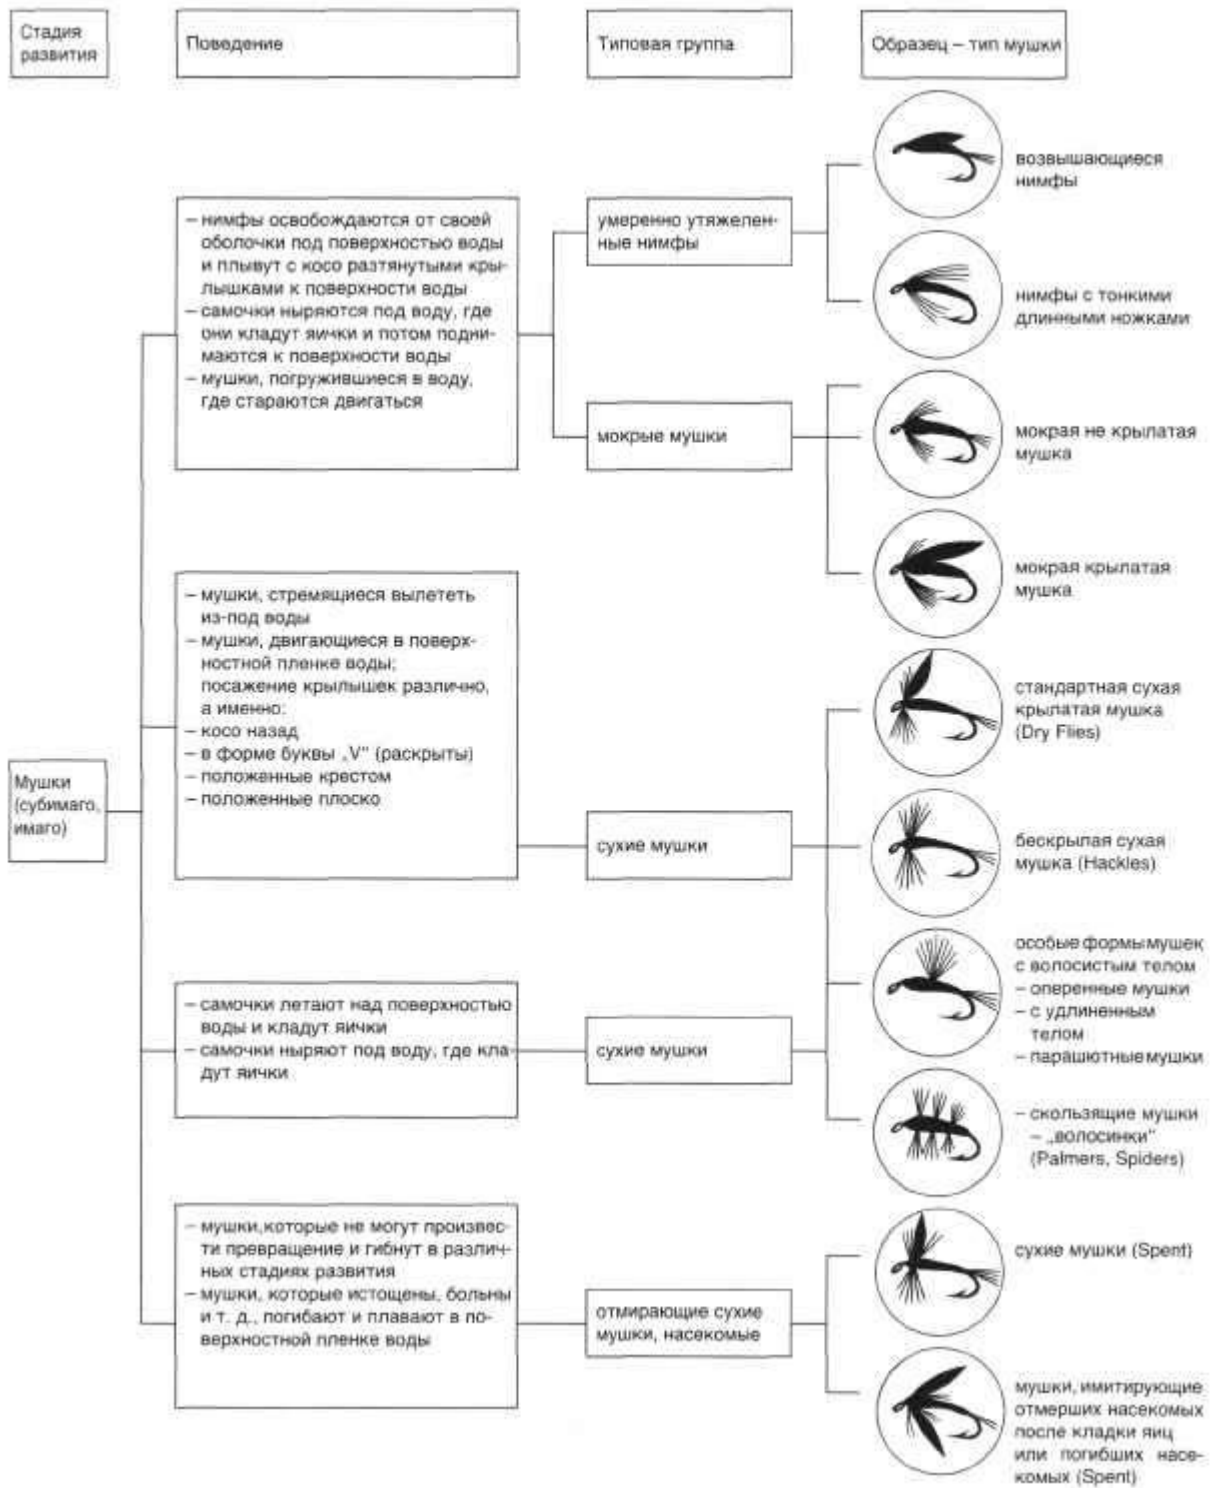 Стадия
развития
Поведение
Типовая группа
Образец – тип мушки
– нимфы освобождаются от своей
оболочки под поверхностью воды
и плывут с косо разтянутыми кры-
лышками к поверхности воды
– самочки ныряются под воду, где
они кладут яички и потом подни-
маются к поверхности воды
– мушки, погружившиеся в воду,
где стараются двигаться
умеренно утяжелен-
ные нимфы
возвышающиеся
нимфы
нимфы с тонкими
длинными ножками
мокрые мушки
мокрая не крылатая
мушка
мокрая крылатая
мушка
Мушки
(субимаго,
имаго)
– мушки, стремящиеся вылететь
из-под воды
– мушки, двигающиеся в поверх-
ностной пленке воды;
посажение крылышек различно,
а именно:
– косо назад
– в форме буквы „V" (раскрыты)
– положенные крестом
– положенные плоско
сухие мушки
стандартная сухая
крылатая мушка
(Dry Flies)
бескрылая сухая
мушка (Hackles)
– самочки летают над поверхностью
воды и кладут яички
– самочки ныряют под воду, где кла-
дут яички
сухие мушки
особые формы мушек
с волосистым телом
– оперенные мушки
– с удлиненным
телом
– парашютные мушки
– скользящие мушки
– „волосинки"
(Palmers, Spiders)
– мушки, которые не могут произвес-
ти превращение и гибнут в различ-
ных стадиях развития
– мушки, которые истощены, больны
и т. д., погибают и плавают в по-
верхностной пленке воды
отмирающие сухие
мушки, насекомые
сухие мушки (Spent)
мушки, имитирующие
отмерших насекомых
после кладки яиц
или погибших насе-
комых (Spent)